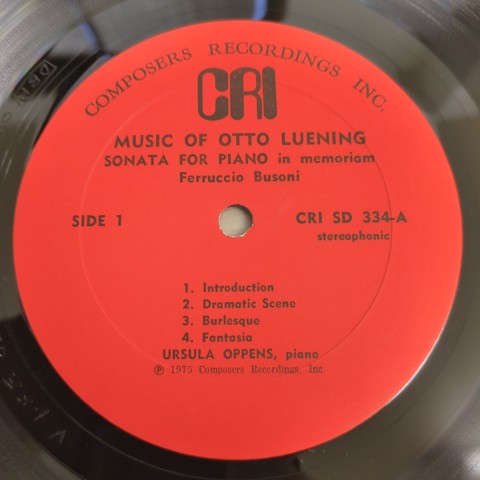 COMPOSERS RECORDINGS INC.
CRI
MUSIC OF OTTO LUENING
SONATA FOR PIANO in memoriam
Ferruccio Busoni
SIDE 1
CRI SD 334-A
stereophonic
1. Introduction
2. Dramatic Scene
3. Burlesque
4. Fantasia
URSULA OPPENS, piano
℗ 1975 Composers Recordings, Inc.